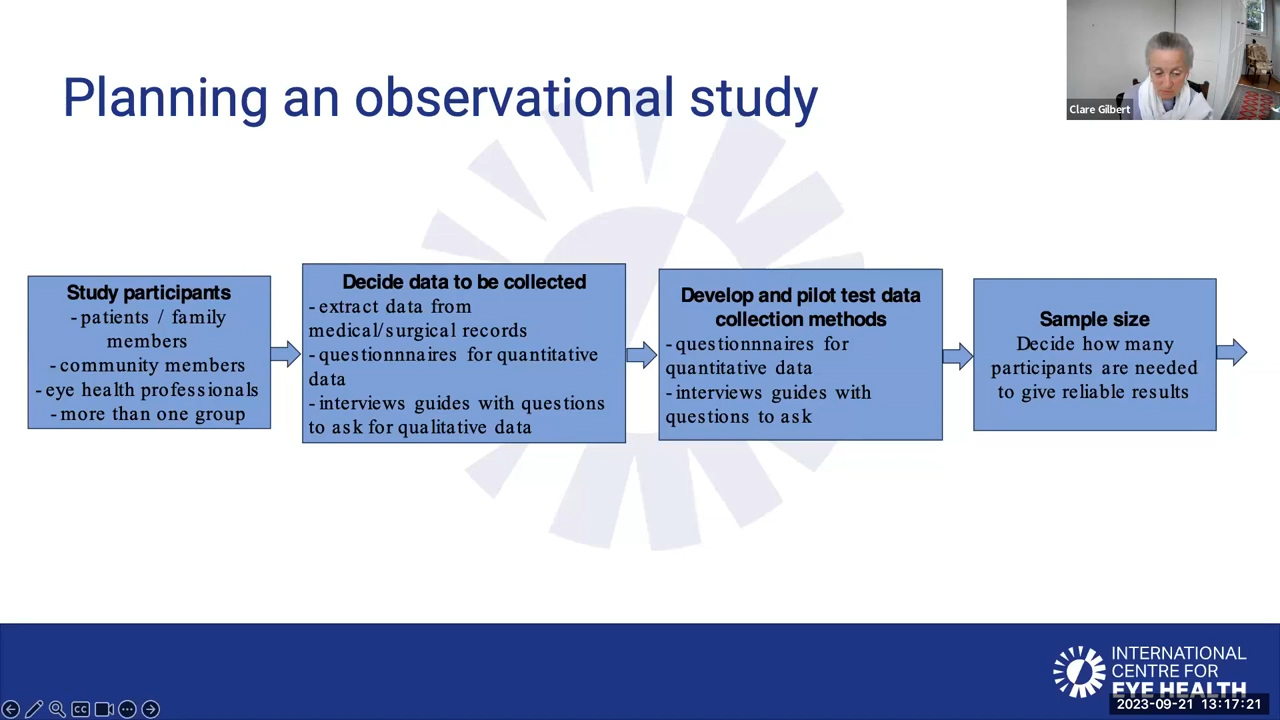 Planning an observational study
Clare Gilbert
Study participants
- patients / family
members
- community members
- eye health professionals
- more than one group
Decide data to be collected
- extract data from
medical/surgical records
- questionnnaires for quantitative
data
- interviews guides with questions
to ask for qualitative data
Develop and pilot test data
collection methods
- questionnnaires for
quantitative data
- interviews guides with
questions to ask
Sample size
Decide how many
participants are needed
to give reliable results
INTERNATIONAL
CENTRE FOR
EYE HEALTH
CC
2023-09-21 13:17:21